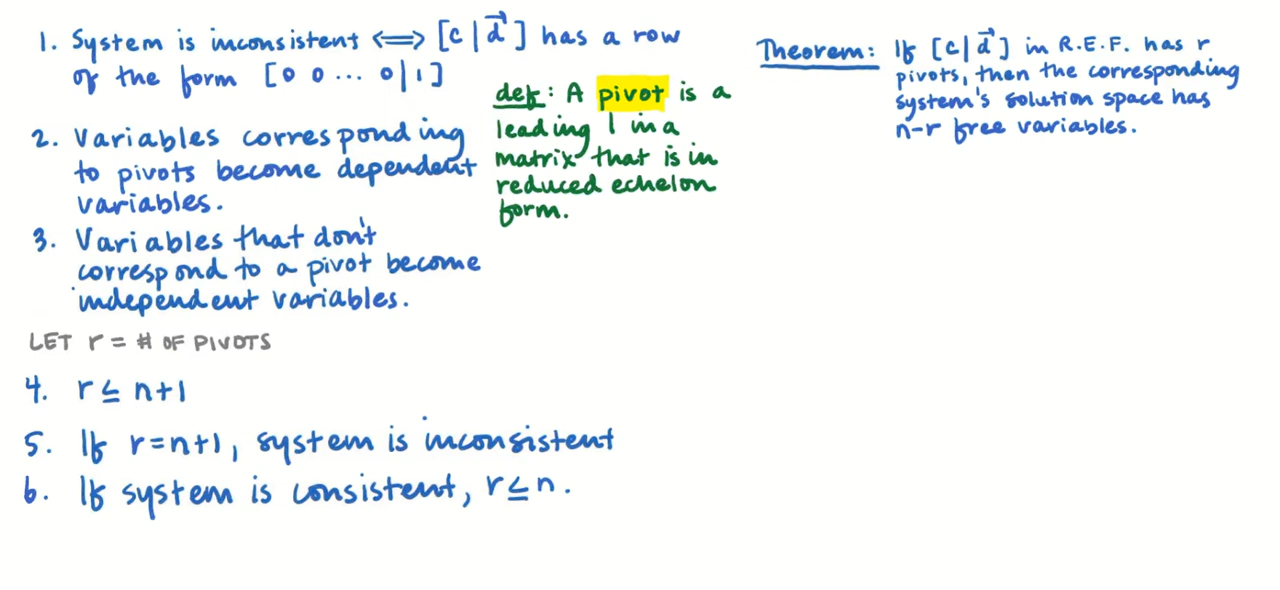 1. System is inconsistent <=> [C | d⃗] has a row
of the form [0 0 ... 0 | 1]
2. Variables corresponding
to pivots become dependent
variables.
3. Variables that don't
correspond to a pivot become
independent variables.
def: A pivot is a
leading 1 in a
matrix that is in
reduced echelon
form.
Theorem: If [C | d⃗] in R.E.F. has r
pivots, then the corresponding
system's solution space has
n-r free variables.
LET r = # OF PIVOTS
4. r ≤ n+1
5. If r=n+1, system is inconsistent
6. If system is consistent, r ≤ n.